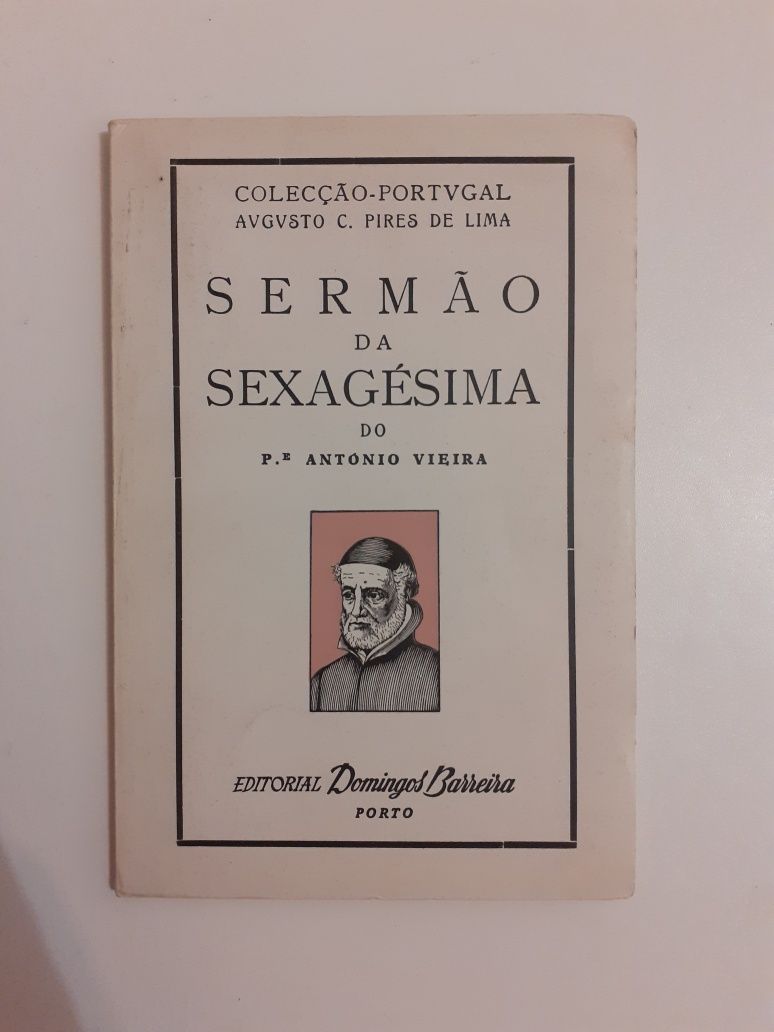 COLECÇÃO-PORTVGAL
AVGVSTO C. PIRES DE LIMA
SERMÃO
DA
SEXAGÉSIMA
DO
P.E ANTÓNIO VIEIRA
EDITORIAL Domingos Barreira
PORTO